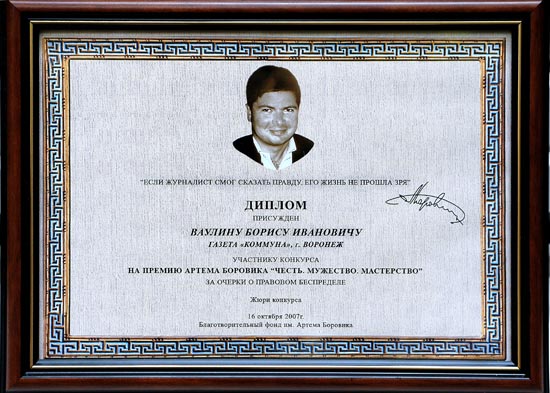 "ЕСЛИ ЖУРНАЛИСТ СМОГ СКАЗАТЬ ПРАВДУ, ЕГО ЖИЗНЬ НЕ ПРОШЛА ЗРЯ"
ДИПЛОМ
ПРИСУЖДЕН
ВАУЛИНУ БОРИСУ ИВАНОВИЧУ
ГАЗЕТА «КОММУНА», г. ВОРОНЕЖ
УЧАСТНИКУ КОНКУРСА
НА ПРЕМИЮ АРТЕМА БОРОВИКА "ЧЕСТЬ. МУЖЕСТВО. МАСТЕРСТВО"
ЗА ОЧЕРКИ О ПРАВОВОМ БЕСПРЕДЕЛЕ
Жюри конкурса
16 октября 2007г.
Благотворительный фонд им. Артема Боровика